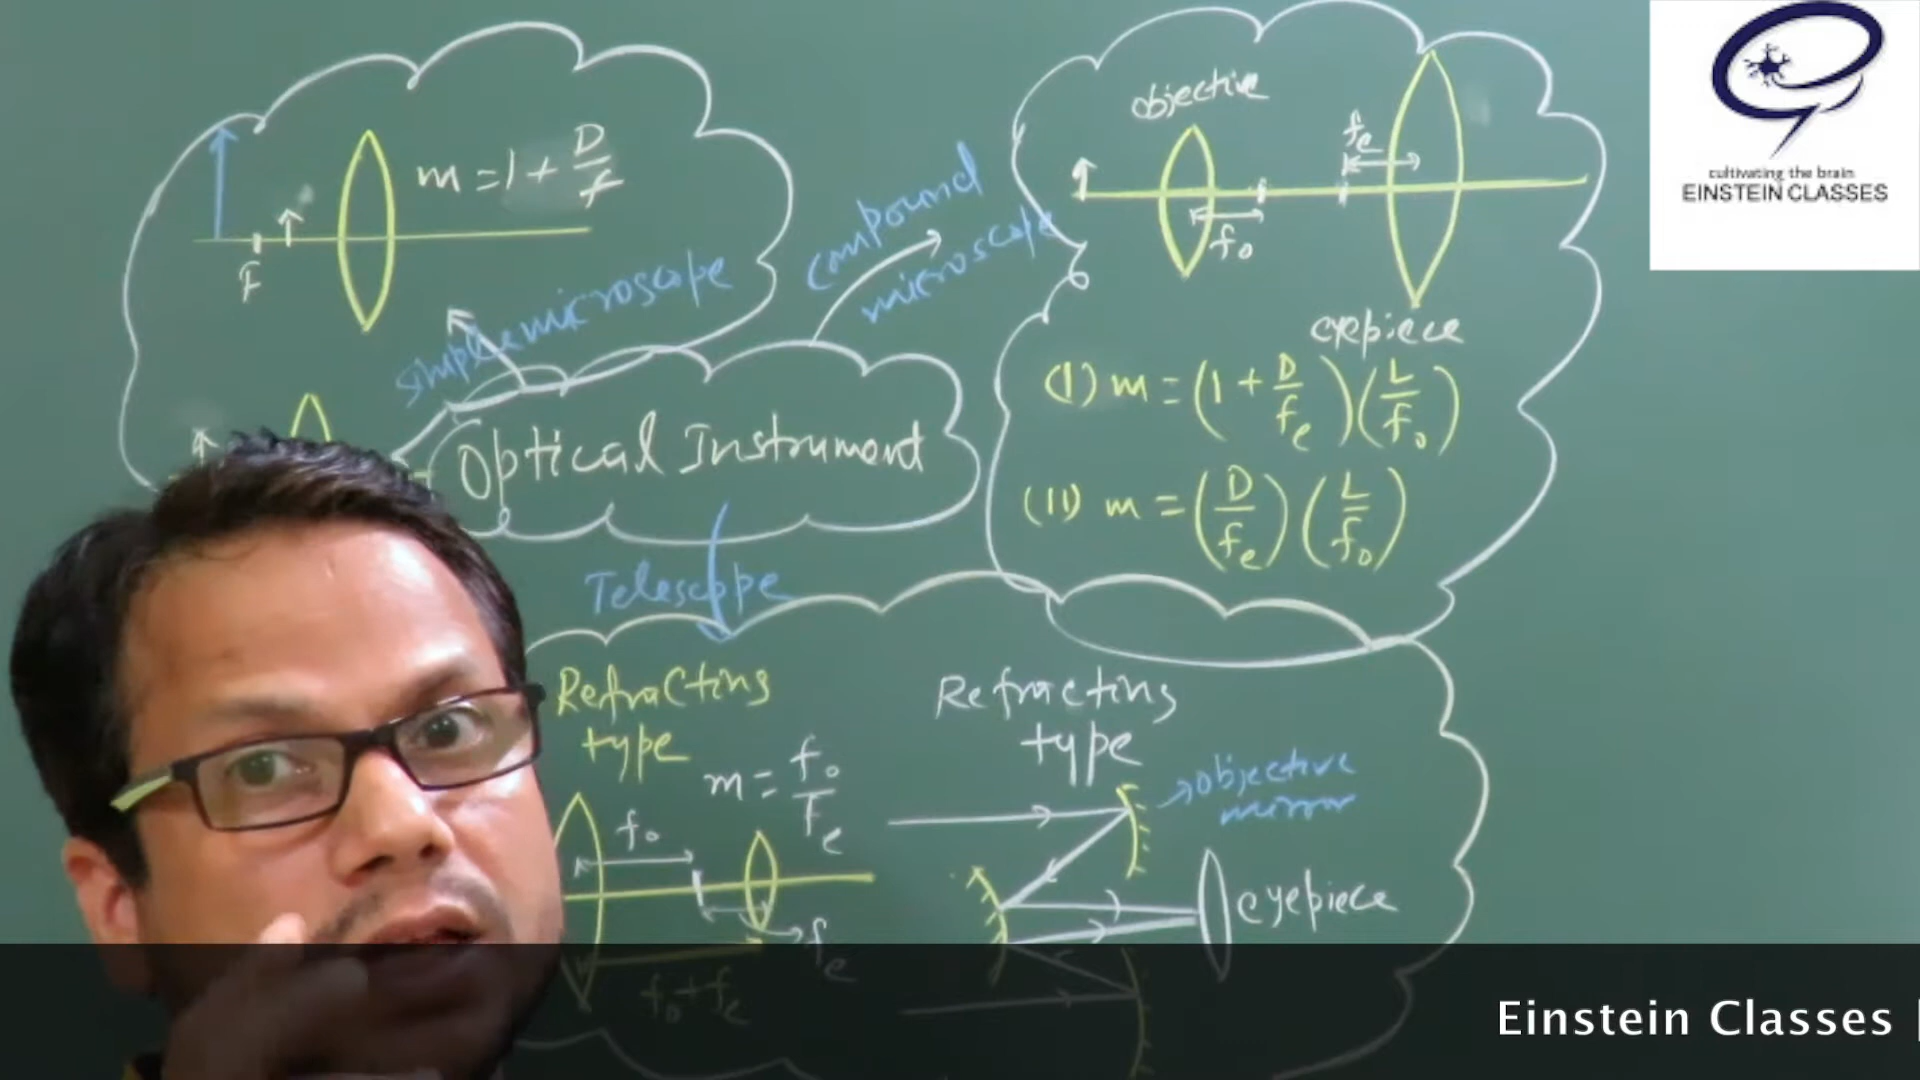 m = 1 + D/f
F
simple microscope
compound
microscope
objective
fe
fo
eyepiece
(I) m = (1 + D/fe)(L/fo)
(II) m = (D/fe)(L/fo)
Optical Instrument
Telescope
Refracting
type
m = fo/fe
fo
fe
fo+fe
Refracting
type
objective
mirror
eyepiece
cultivating the brain
EINSTEIN CLASSES
Einstein Classes |